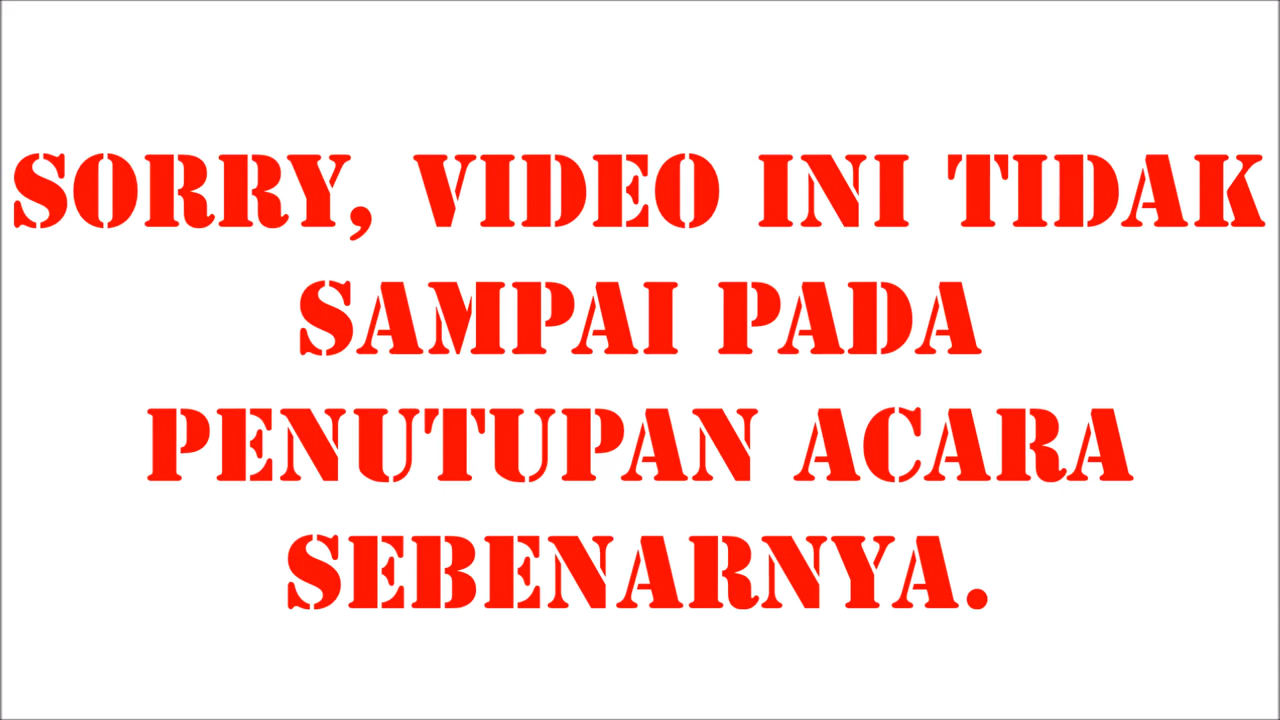 SORRY, VIDEO INI TIDAK
SAMPAI PADA
PENUTUPAN ACARA
SEBENARNYA.